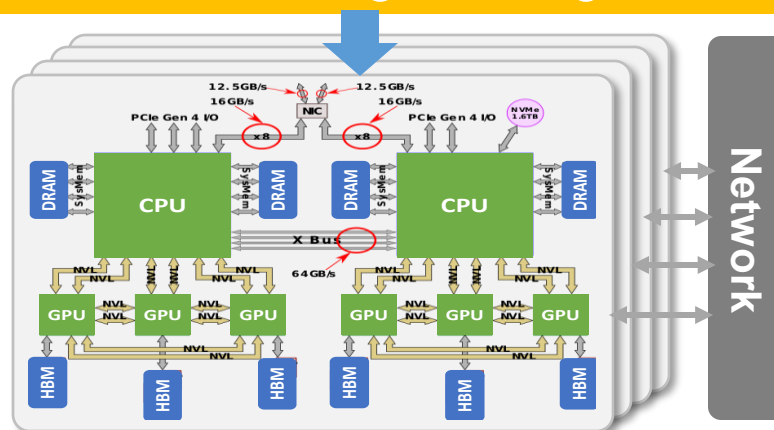 12.5GB/s
12.5GB/s
16GB/s
NIC
16GB/s
NVMe
1.6TB
PCIe Gen 4 I/O
PCIe Gen 4 I/O
x8
x8
DRAM
SysMem
CPU
SysMem
DRAM
DRAM
SysMem
CPU
SysMem
DRAM
X Bus
64GB/s
NVL
NVL
NVL
NVL
NVL
NVL
NVL
NVL
NVL
NVL
NVL
NVL
GPU
NVL
NVL
GPU
NVL
NVL
GPU
GPU
NVL
NVL
GPU
NVL
NVL
GPU
NVL
NVL
NVL
NVL
HBM
HBM
HBM
HBM
HBM
HBM
Network